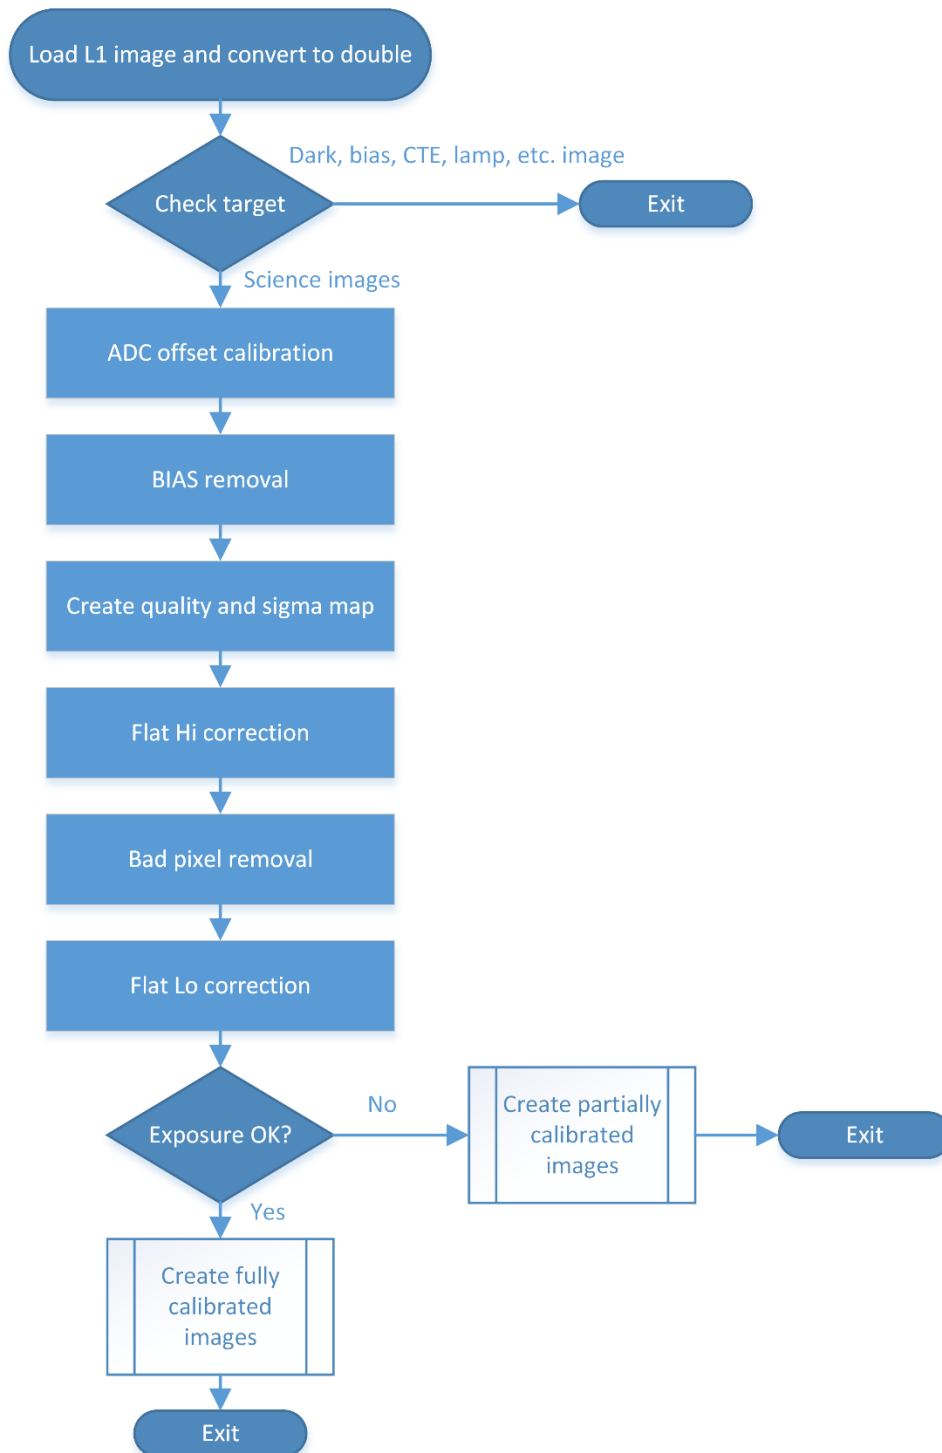 Load L1 image and convert to double
Dark, bias, CTE, lamp, etc. image
Check target
Exit
Science images
ADC offset calibration
BIAS removal
Create quality and sigma map
Flat Hi correction
Bad pixel removal
Flat Lo correction
Exposure OK?
No
Create partially
calibrated
images
Exit
Yes
Create fully
calibrated
images
Exit